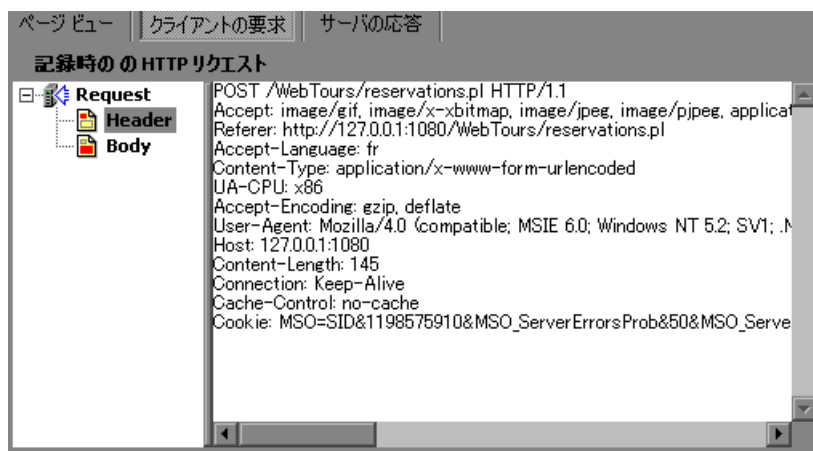 ページ ビュー クライアントの要求 サーバの応答
記録時の の HTTP リクエスト
Request
Header
Body
POST /WebTours/reservations.pl HTTP/1.1
Accept: image/gif, image/x-xbitmap, image/jpeg, image/pjpeg, applicat
Referer: http://127.0.0.1:1080/WebTours/reservations.pl
Accept-Language: fr
Content-Type: application/x-www-form-urlencoded
UA-CPU: x86
Accept-Encoding: gzip, deflate
User-Agent: Mozilla/4.0 (compatible; MSIE 6.0; Windows NT 5.2; SV1; .N
Host: 127.0.0.1:1080
Content-Length: 145
Connection: Keep-Alive
Cache-Control: no-cache
Cookie: MSO=SID&1198575910&MSO_ServerErrorsProb&50&MSO_Serve